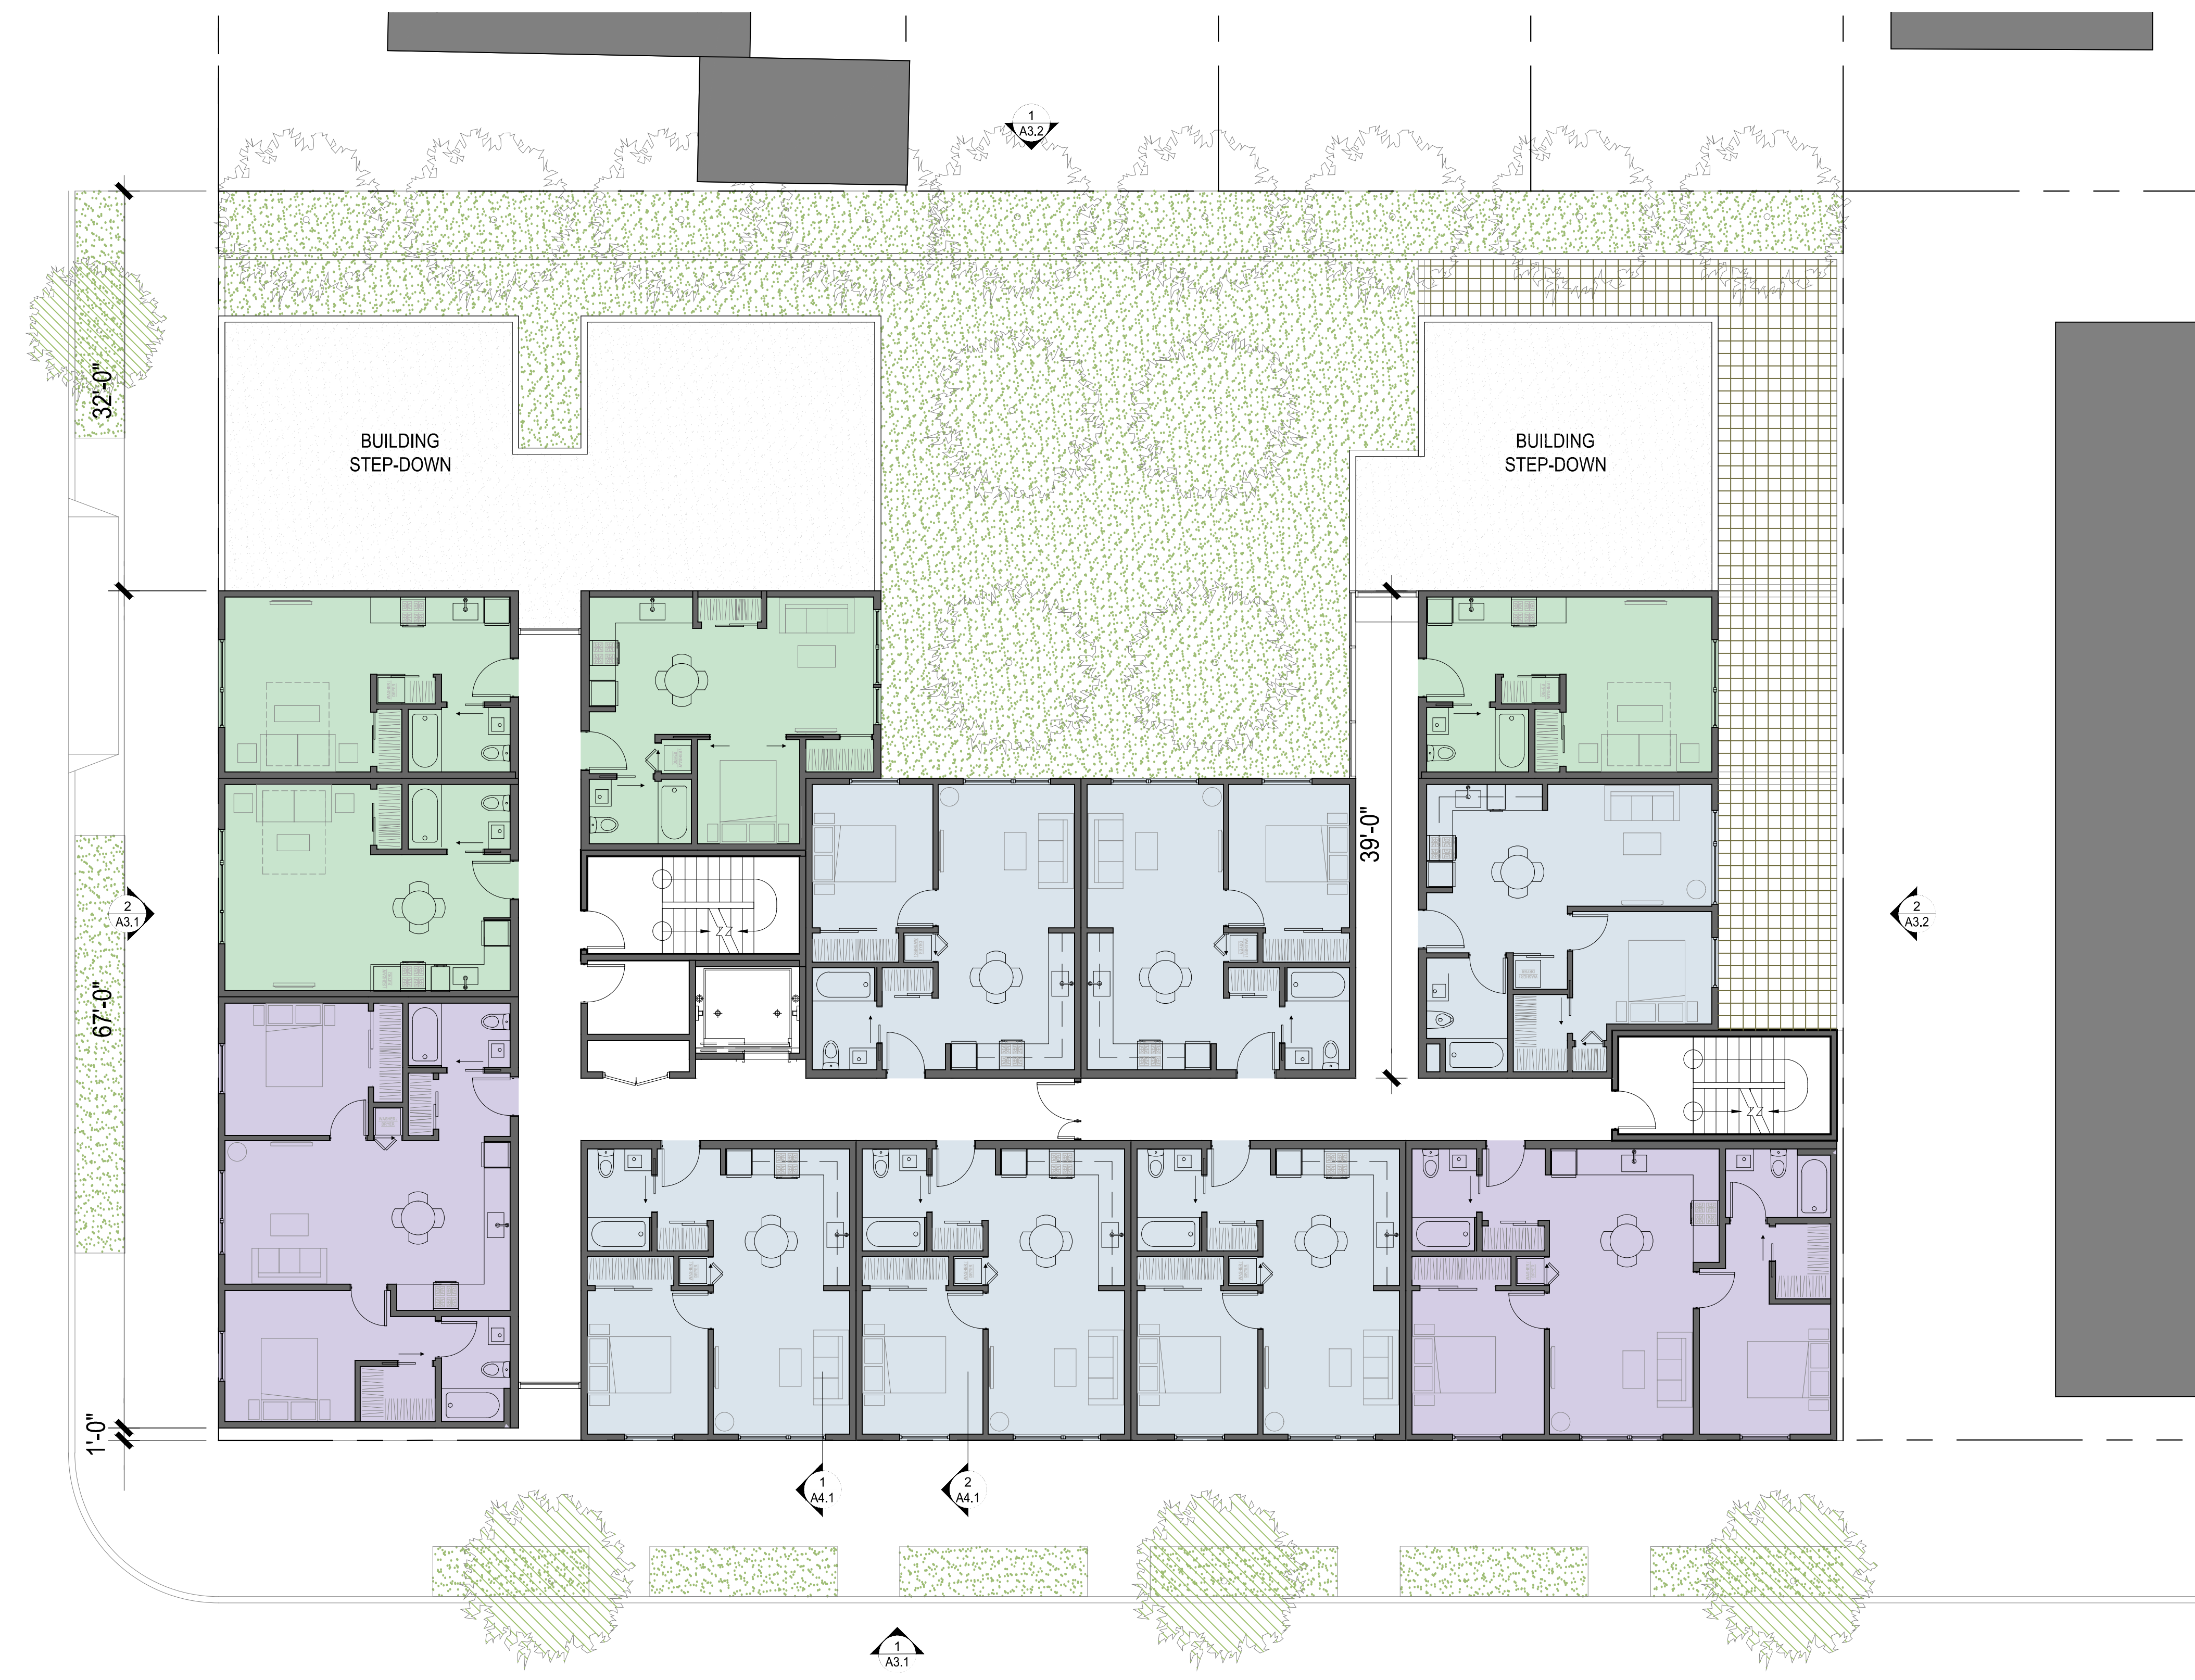 1
A3.2
32'-0"
BUILDING
STEP-DOWN
BUILDING
STEP-DOWN
39'-0"
2
A3.1
2
A3.2
67'-0"
1'-0"
1
A4.1
2
A4.1
1
A3.1